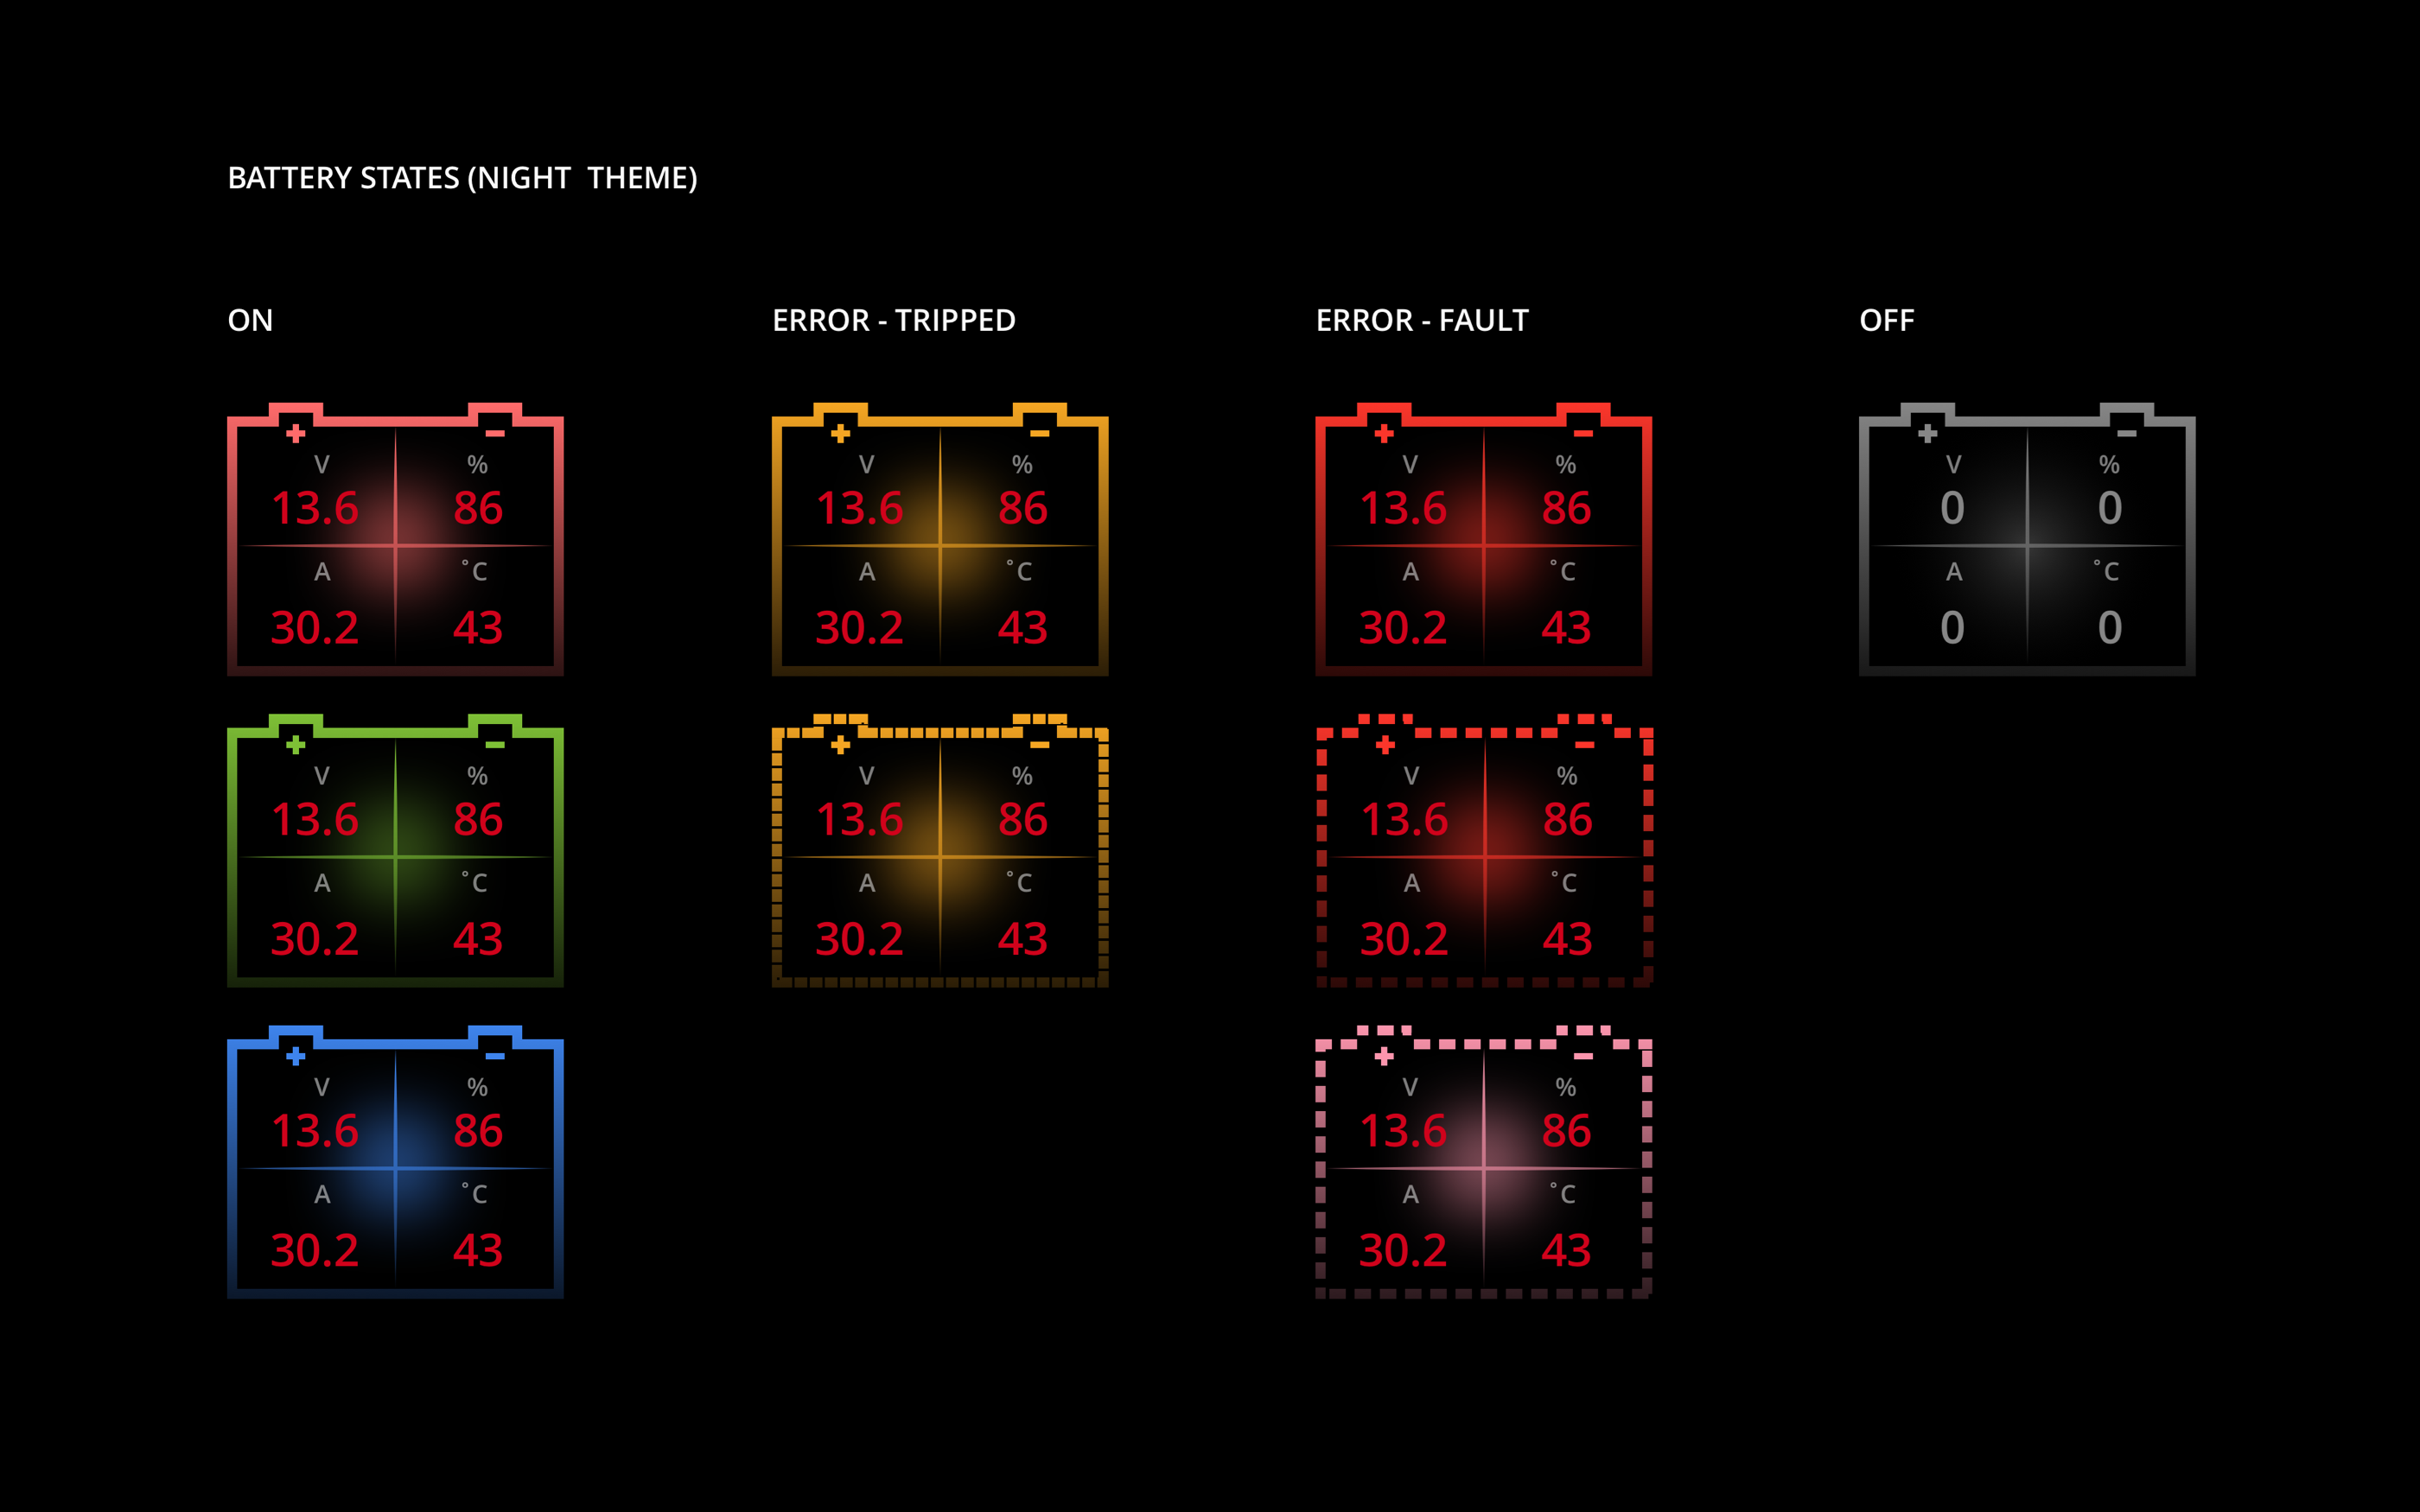 BATTERY STATES (NIGHT  THEME)
ON ERROR - TRIPPED ERROR - FAULT OFF
+ - + - + - + -
V % V % V % V %
13.6 86 13.6 86 13.6 86 0 0
A °C A °C A °C A °C
30.2 43 30.2 43 30.2 43 0 0
+ - + - + -
V % V % V %
13.6 86 13.6 86 13.6 86
A °C A °C A °C
30.2 43 30.2 43 30.2 43
+ - + -
V % V %
13.6 86 13.6 86
A °C A °C
30.2 43 30.2 43